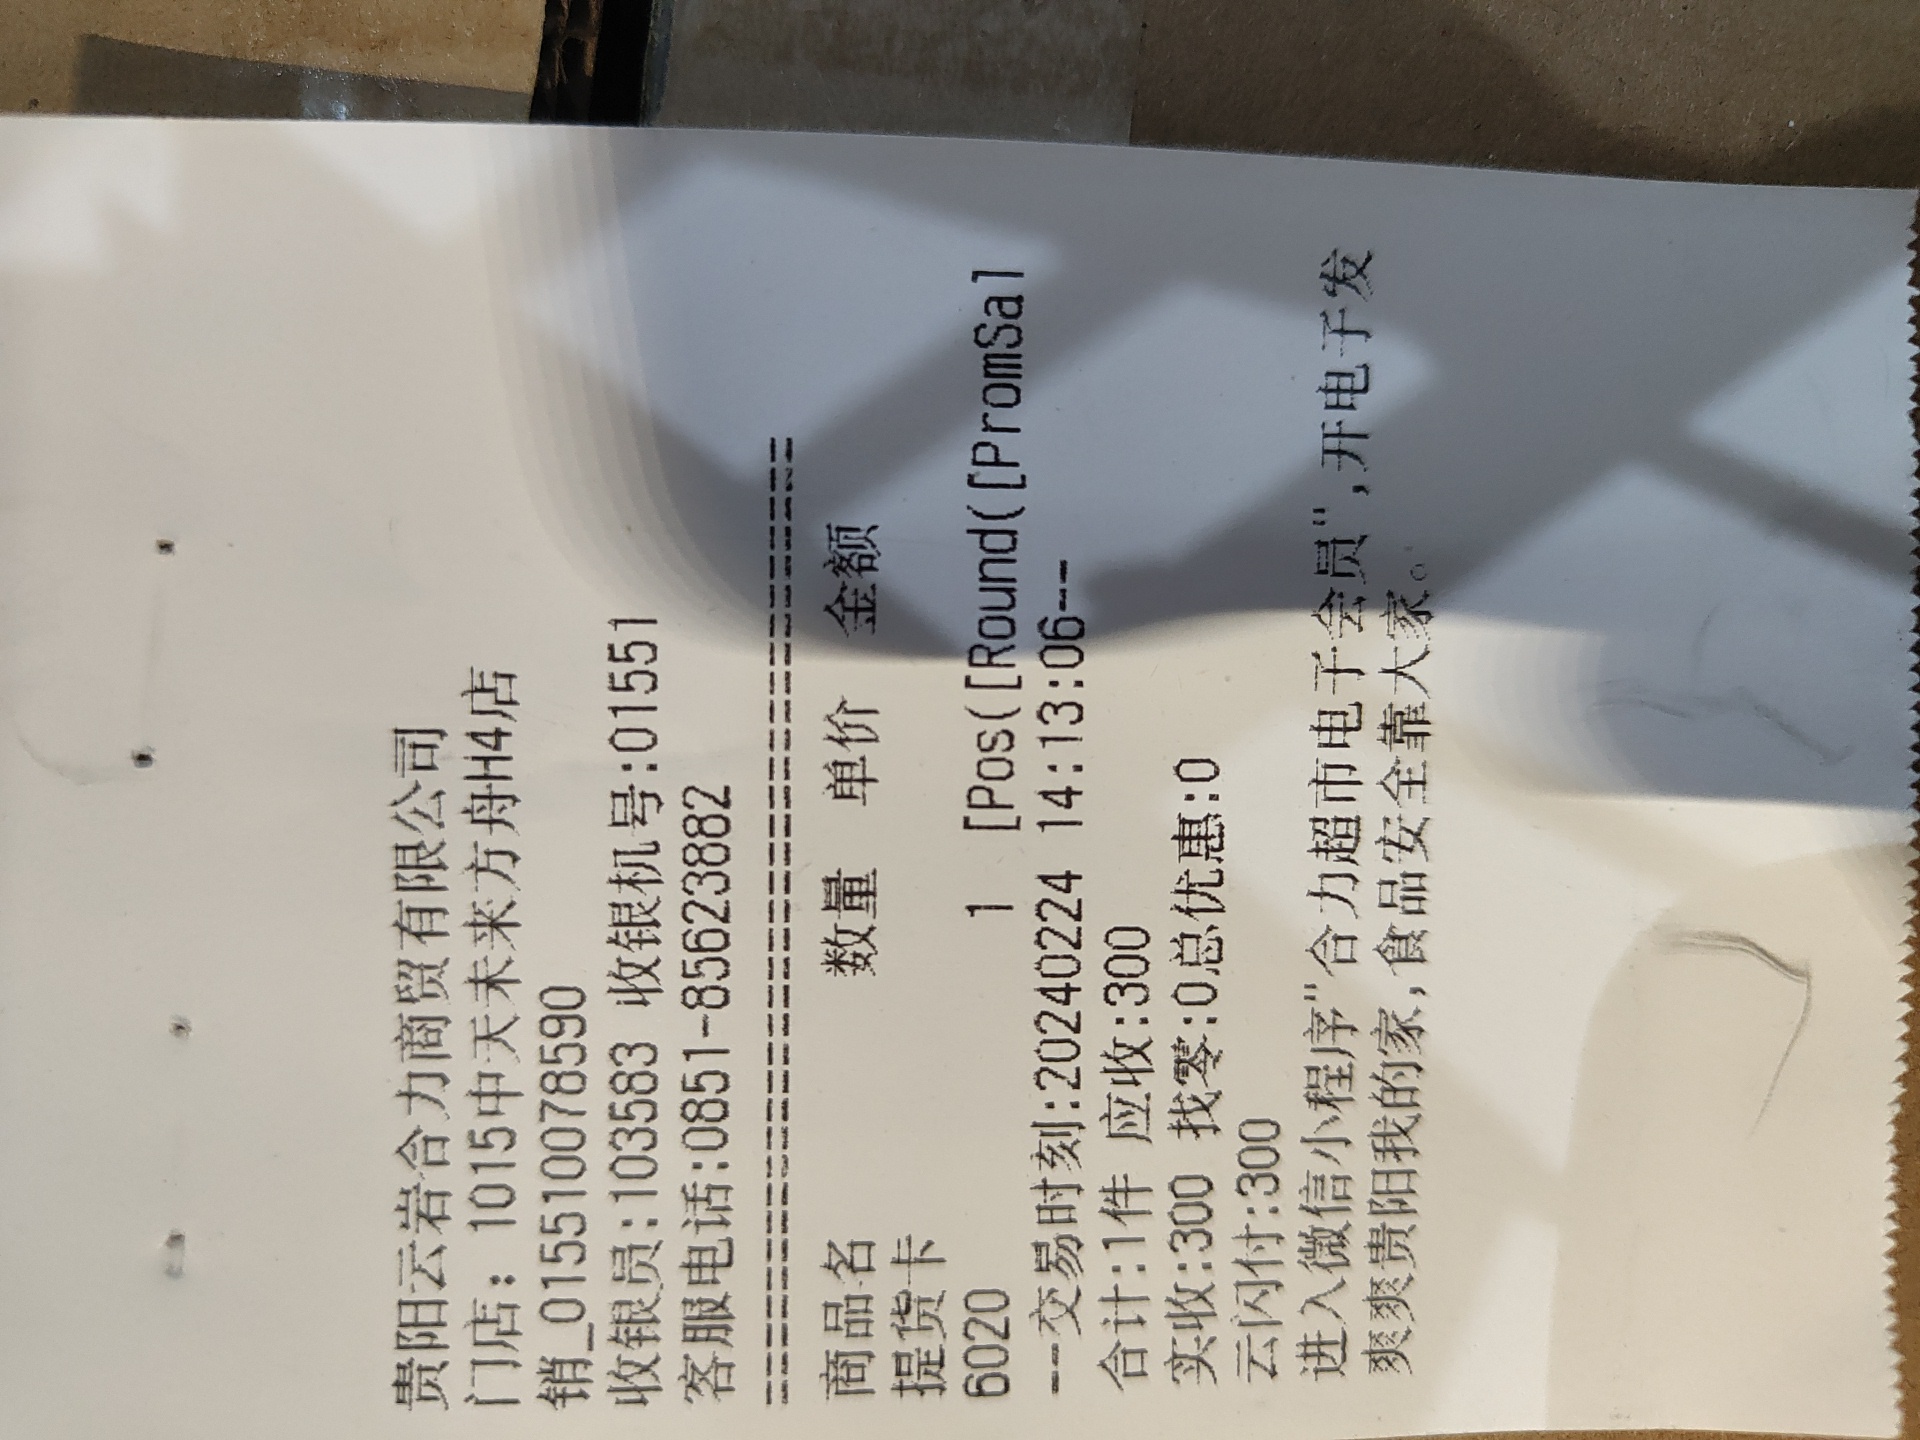 贵阳云岩合力商贸有限公司
门店：1015中天未来方舟H4店
销_015510078590
收银员:103583 收银机号:01551
客服电话:0851-85623882
========================================
商品名 数量 单价 金额
提货卡
6020 1 [Pos([Round([PromSal
--交易时刻:20240224 14:13:06--
合计:1件 应收:300
实收:300 找零:0总优惠:0
云闪付:300
进入微信小程序"合力超市电子会员",开电子发
爽爽贵阳我的家,食品安全靠大家。